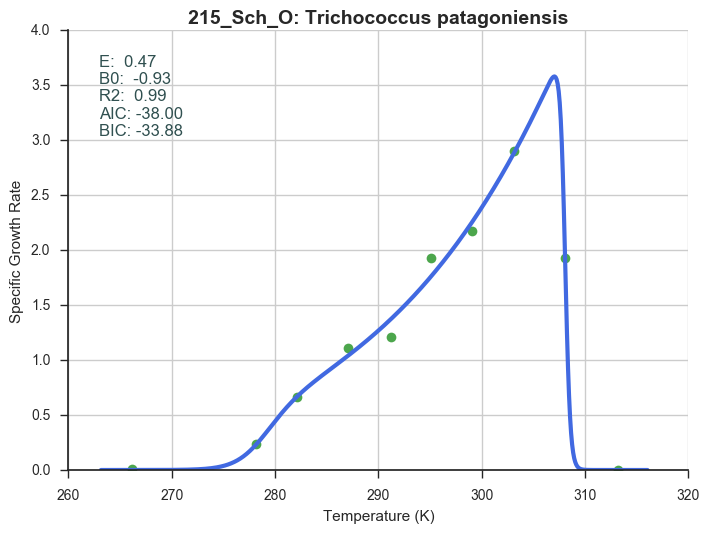 215_Sch_O: Trichococcus patagoniensis
4.0
3.5
3.0
2.5
2.0
1.5
1.0
0.5
0.0
E:  0.47
B0:  -0.93
R2:  0.99
AIC: -38.00
BIC: -33.88
Specific Growth Rate
260 270 280 290 300 310 320
Temperature (K)